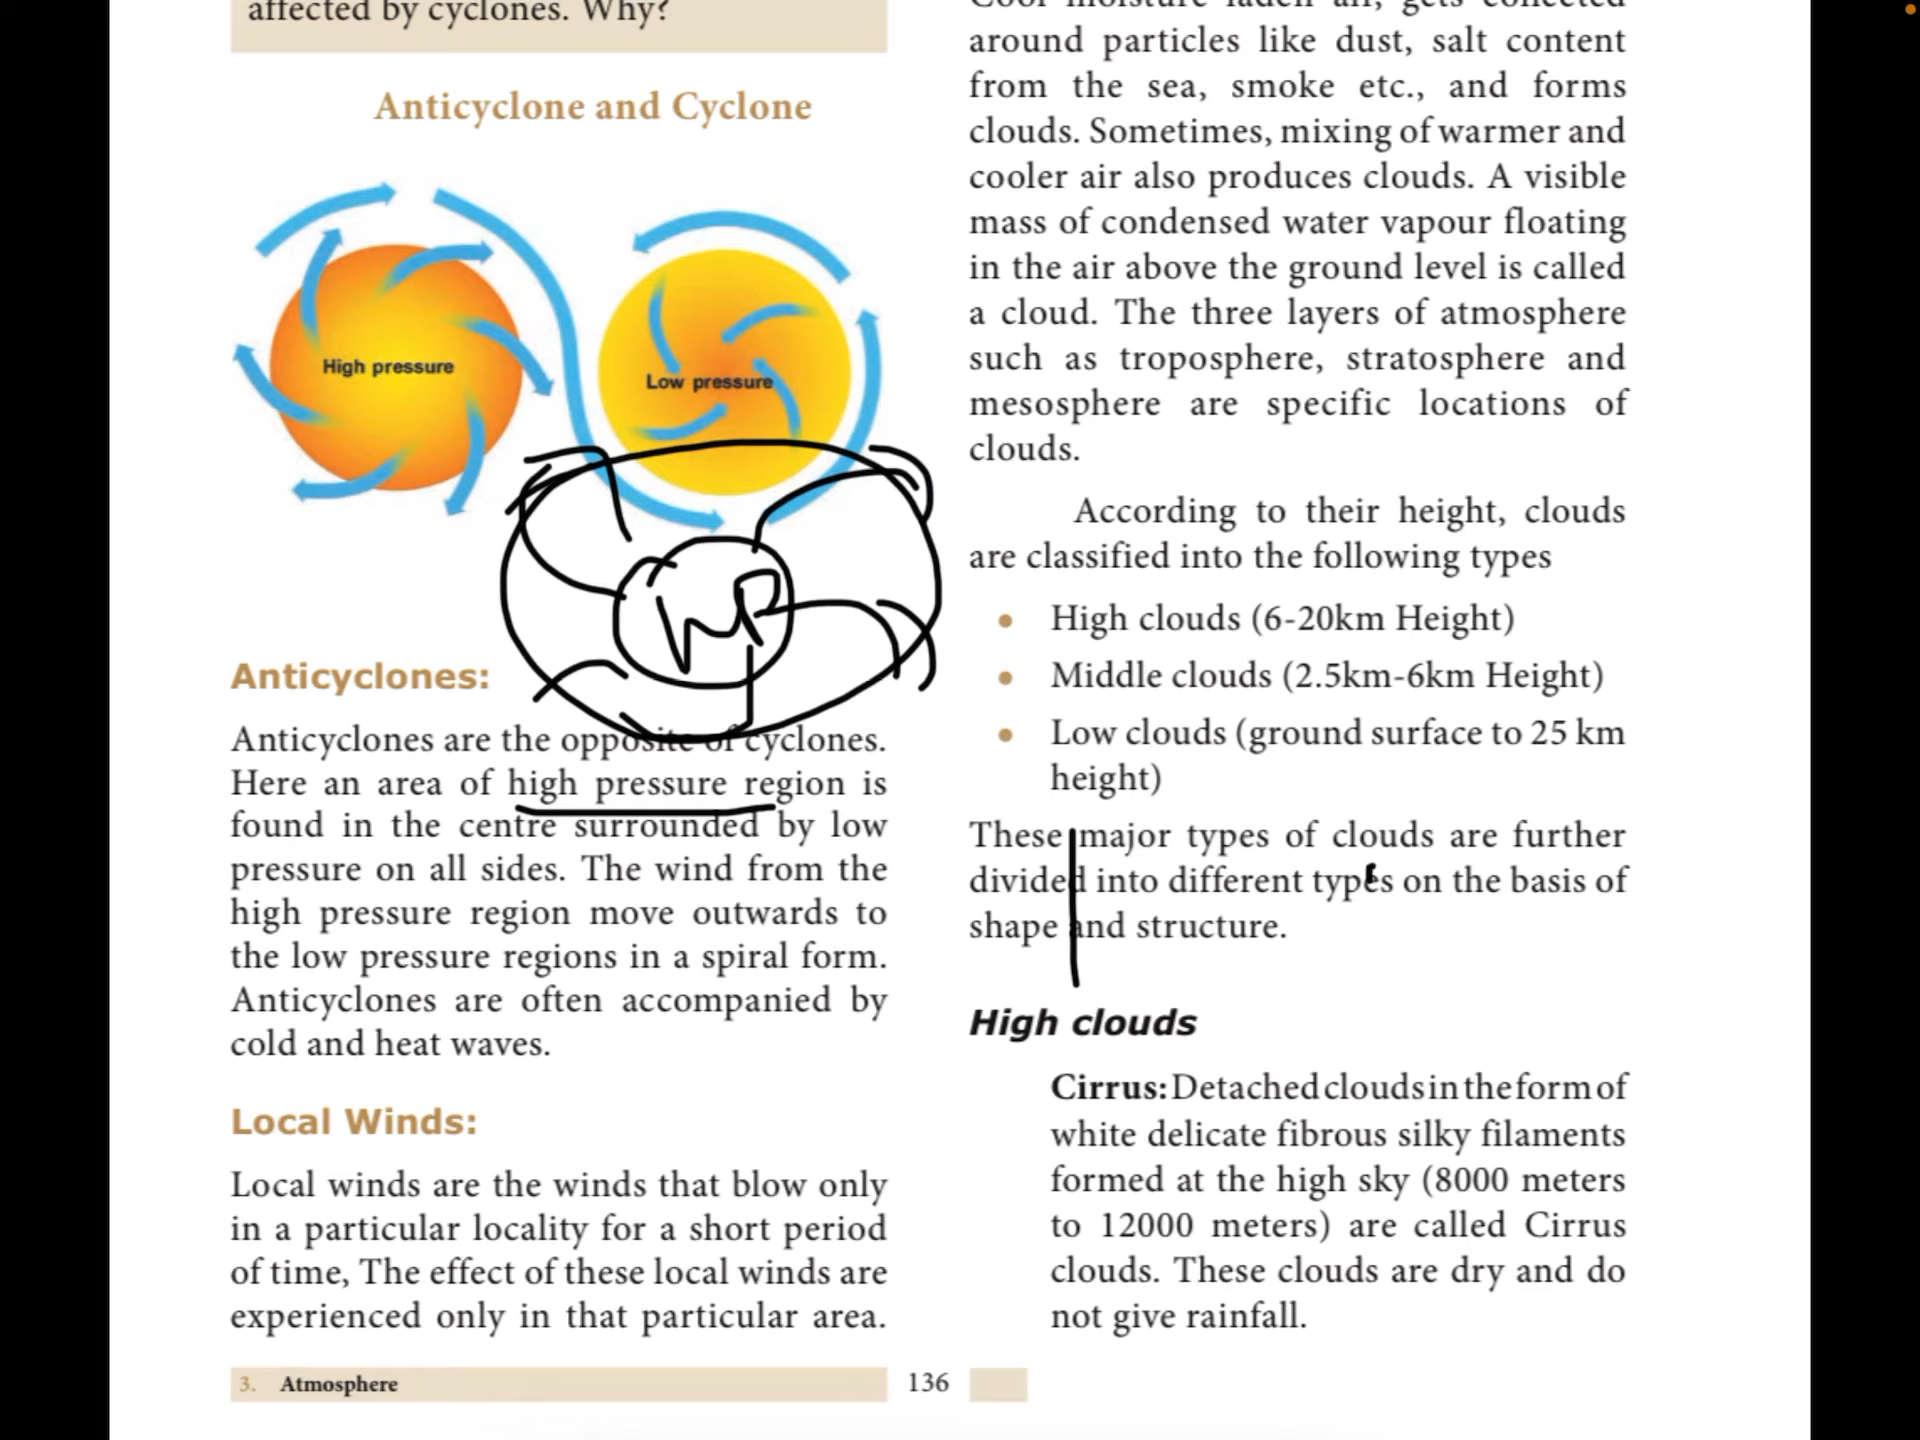 affected by cyclones. Why?
Anticyclone and Cyclone
High pressure
Low pressure
Anticyclones:
Anticyclones are the opposite of cyclones.
Here an area of high pressure region is
found in the centre surrounded by low
pressure on all sides. The wind from the
high pressure region move outwards to
the low pressure regions in a spiral form.
Anticyclones are often accompanied by
cold and heat waves.
Local Winds:
Local winds are the winds that blow only
in a particular locality for a short period
of time, The effect of these local winds are
experienced only in that particular area.
Cool moisture laden air, gets collected
around particles like dust, salt content
from the sea, smoke etc., and forms
clouds. Sometimes, mixing of warmer and
cooler air also produces clouds. A visible
mass of condensed water vapour floating
in the air above the ground level is called
a cloud. The three layers of atmosphere
such as troposphere, stratosphere and
mesosphere are specific locations of
clouds.
According to their height, clouds
are classified into the following types
• High clouds (6-20km Height)
• Middle clouds (2.5km-6km Height)
• Low clouds (ground surface to 25 km
height)
These major types of clouds are further
divided into different types on the basis of
shape and structure.
High clouds
Cirrus: Detached clouds in the form of
white delicate fibrous silky filaments
formed at the high sky (8000 meters
to 12000 meters) are called Cirrus
clouds. These clouds are dry and do
not give rainfall.
3. Atmosphere
136